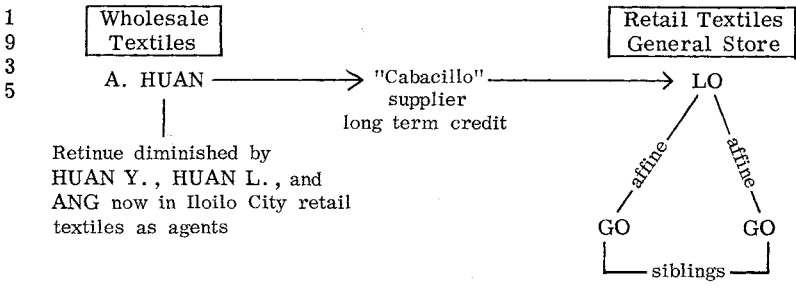 1
9
3
5
Wholesale
Textiles
A. HUAN
Retinue diminished by
HUAN Y., HUAN L., and
ANG now in Iloilo City retail
textiles as agents
"Cabacillo"
supplier
long term credit
Retail Textiles
General Store
LO
affine
affine
GO
GO
siblings